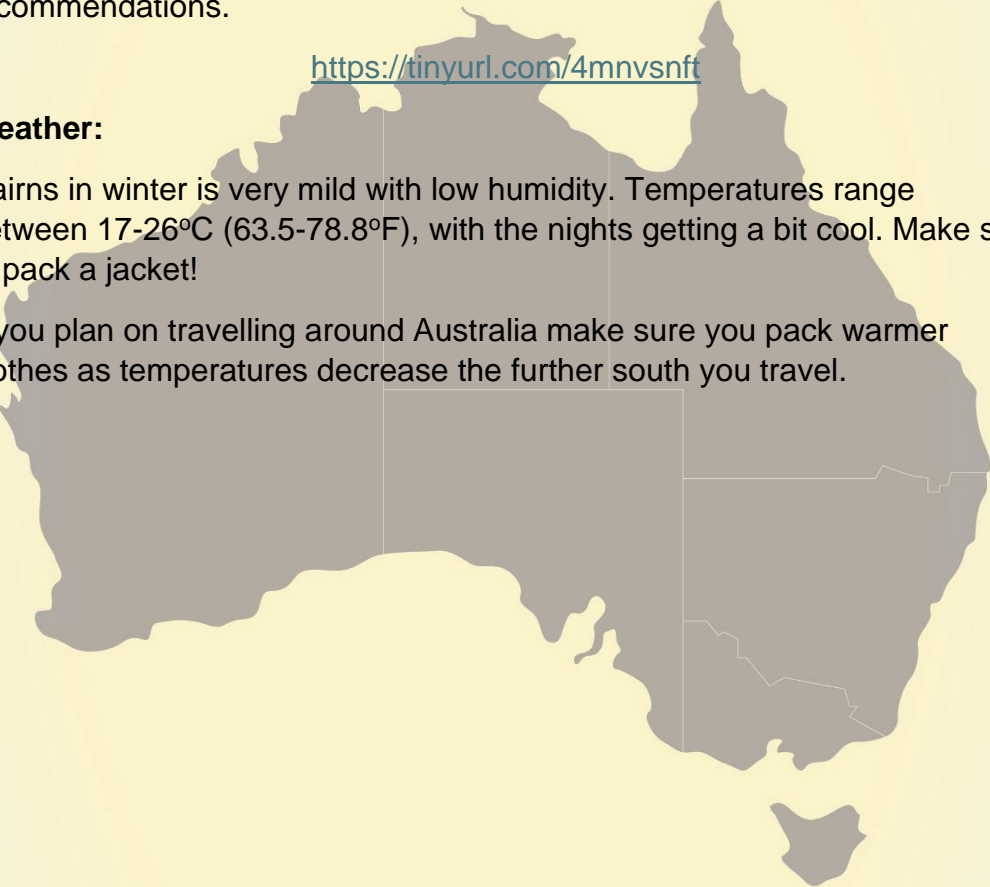 commendations.
https://tinyurl.com/4mnvsnft
eather:
airns in winter is very mild with low humidity. Temperatures range
tween 17-26ºC (63.5-78.8ºF), with the nights getting a bit cool. Make s
pack a jacket!
you plan on travelling around Australia make sure you pack warmer
othes as temperatures decrease the further south you travel.